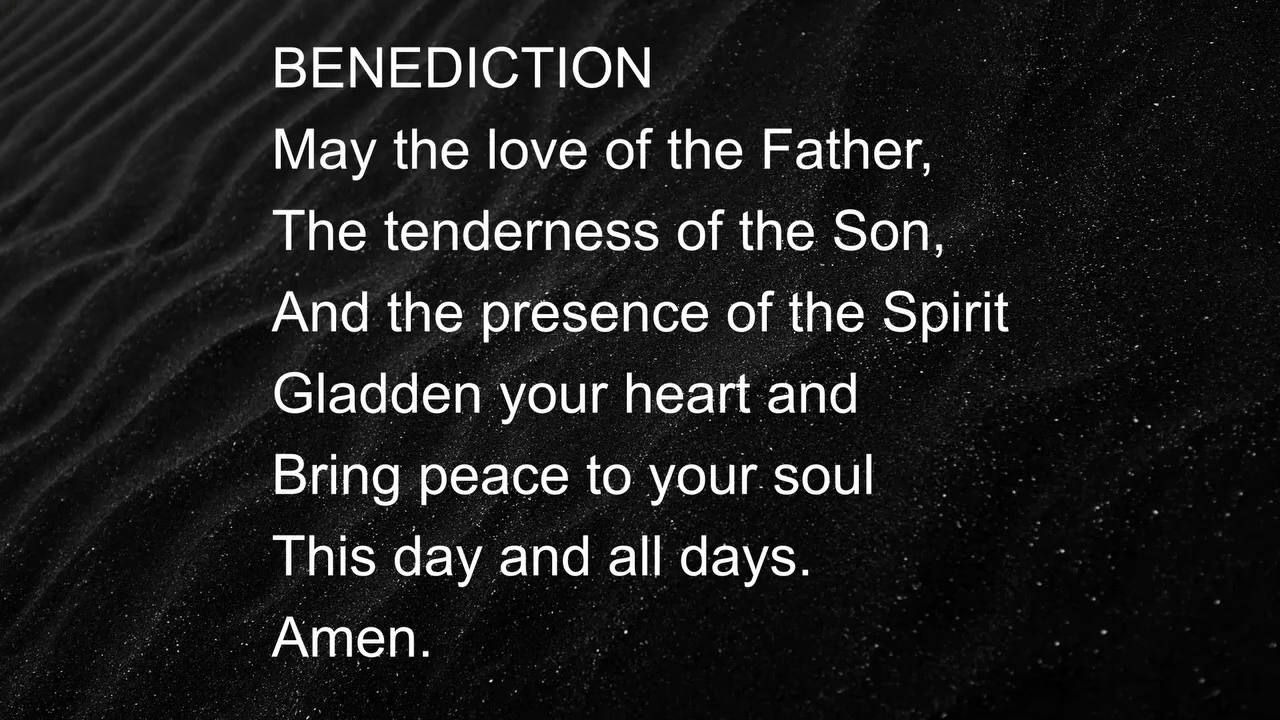 BENEDICTION
May the love of the Father,
The tenderness of the Son,
And the presence of the Spirit
Gladden your heart and
Bring peace to your soul
This day and all days.
Amen.